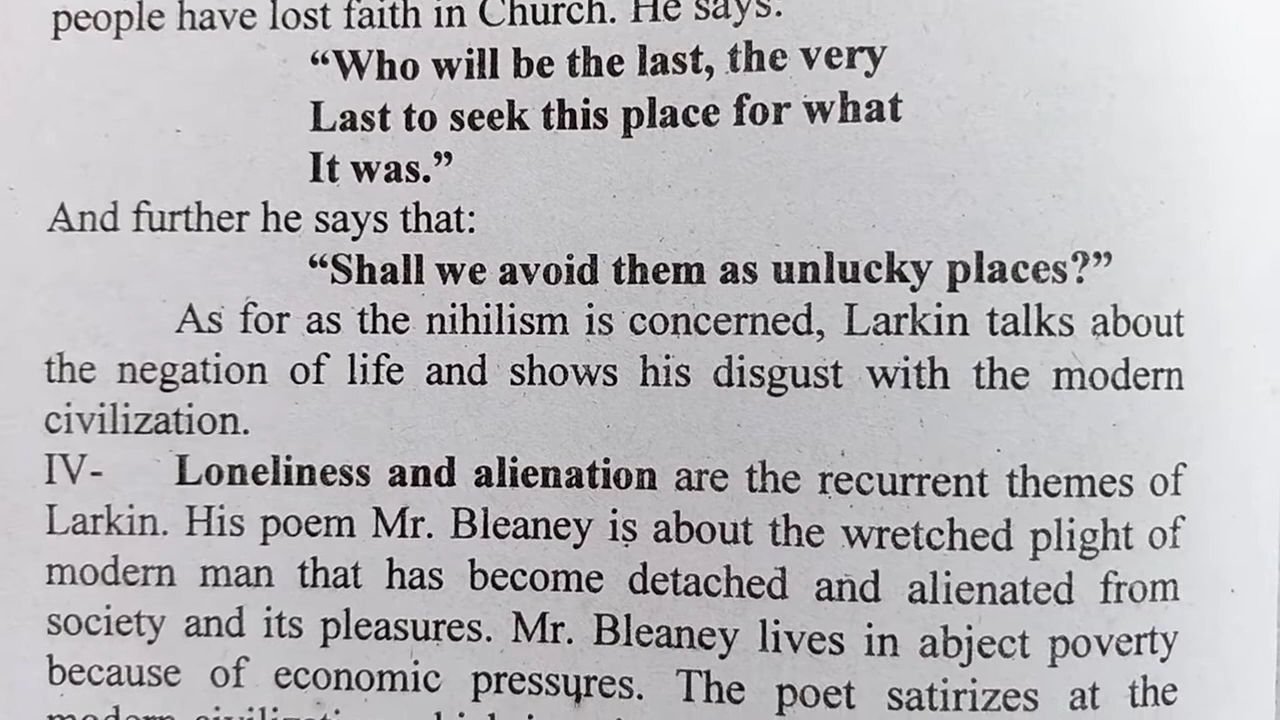 people have lost faith in Church. He says:
“Who will be the last, the very
Last to seek this place for what
It was.”
And further he says that:
“Shall we avoid them as unlucky places?”
As for as the nihilism is concerned, Larkin talks about
the negation of life and shows his disgust with the modern
civilization.
IV- Loneliness and alienation are the recurrent themes of
Larkin. His poem Mr. Bleaney is about the wretched plight of
modern man that has become detached and alienated from
society and its pleasures. Mr. Bleaney lives in abject poverty
because of economic pressures. The poet satirizes at the
modern